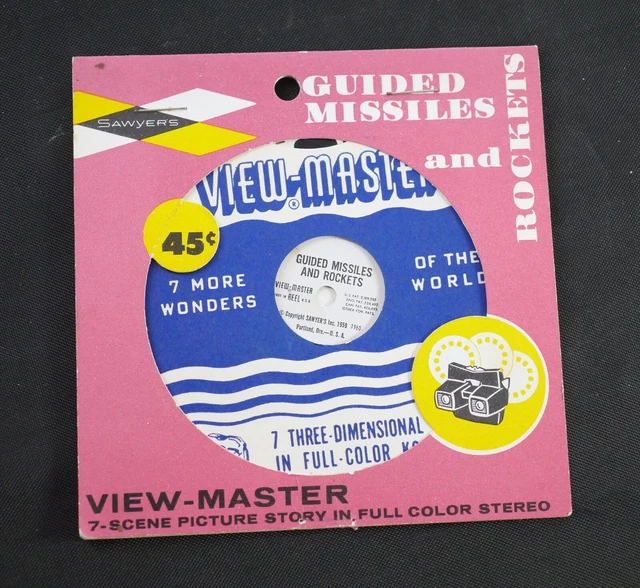 GUIDED
MISSILES
and
ROCKETS
SAWYER'S
VIEW-MASTER
®
45¢
7 MORE
WONDERS
OF THE
WORLD
GUIDED MISSILES
AND ROCKETS
VIEW-MASTER
REEL
© Copyright SAWYER'S Inc.
Portland, Ore.—U.S.A.
7 THREE-DIMENSIONAL
IN FULL-COLOR
VIEW-MASTER
7-SCENE PICTURE STORY IN FULL COLOR STEREO